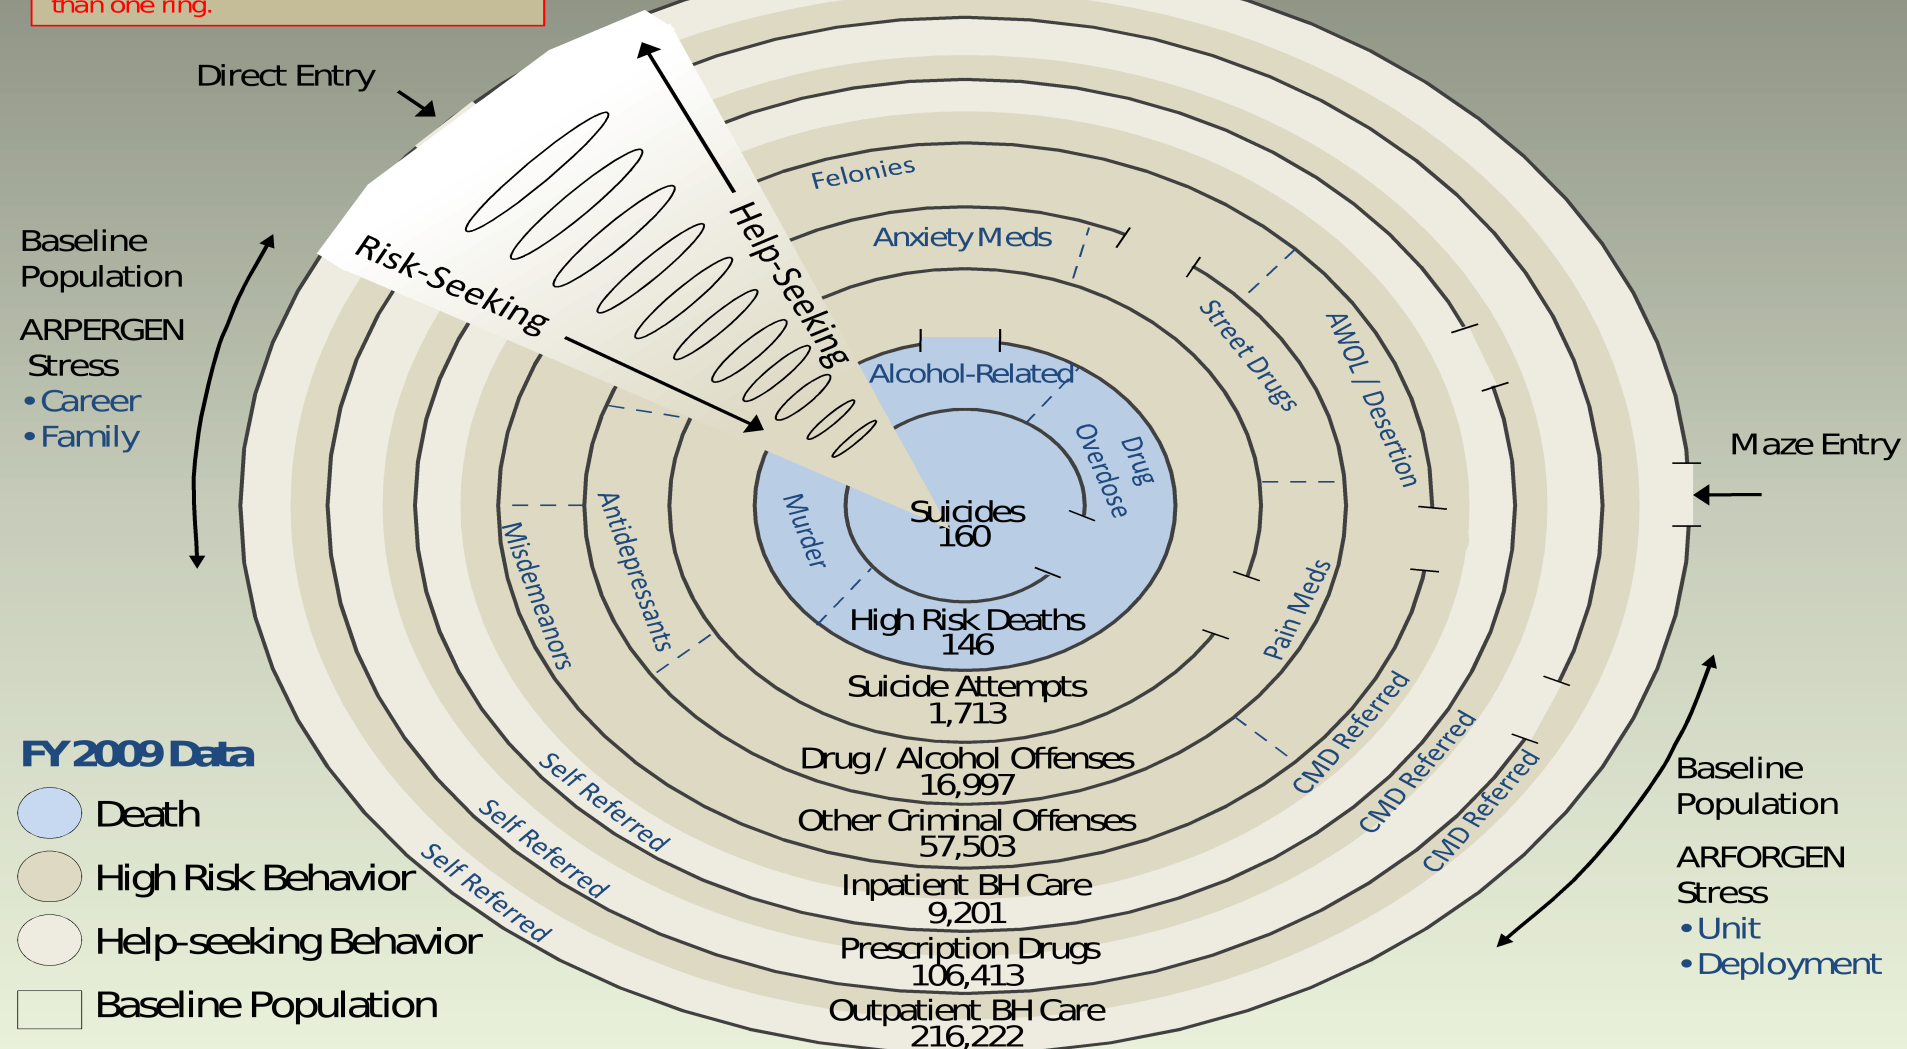 than one ring.
Direct Entry
Baseline
Population
ARPERGEN
Stress
• Career
• Family
Risk-Seeking
Help-Seeking
Felonies
Anxiety Meds
Street Drugs
AWOL / Desertion
Alcohol-Related
Drug
Overdose
Murder
Antidepressants
Misdemeanors
Pain Meds
Maze Entry
Suicides
160
High Risk Deaths
146
Suicide Attempts
1,713
Drug / Alcohol Offenses
16,997
Other Criminal Offenses
57,503
Inpatient BH Care
9,201
Prescription Drugs
106,413
Outpatient BH Care
216,222
Self Referred
Self Referred
Self Referred
CMD Referred
CMD Referred
CMD Referred
FY 2009 Data
Death
High Risk Behavior
Help-seeking Behavior
Baseline Population
Baseline
Population
ARFORGEN
Stress
• Unit
• Deployment